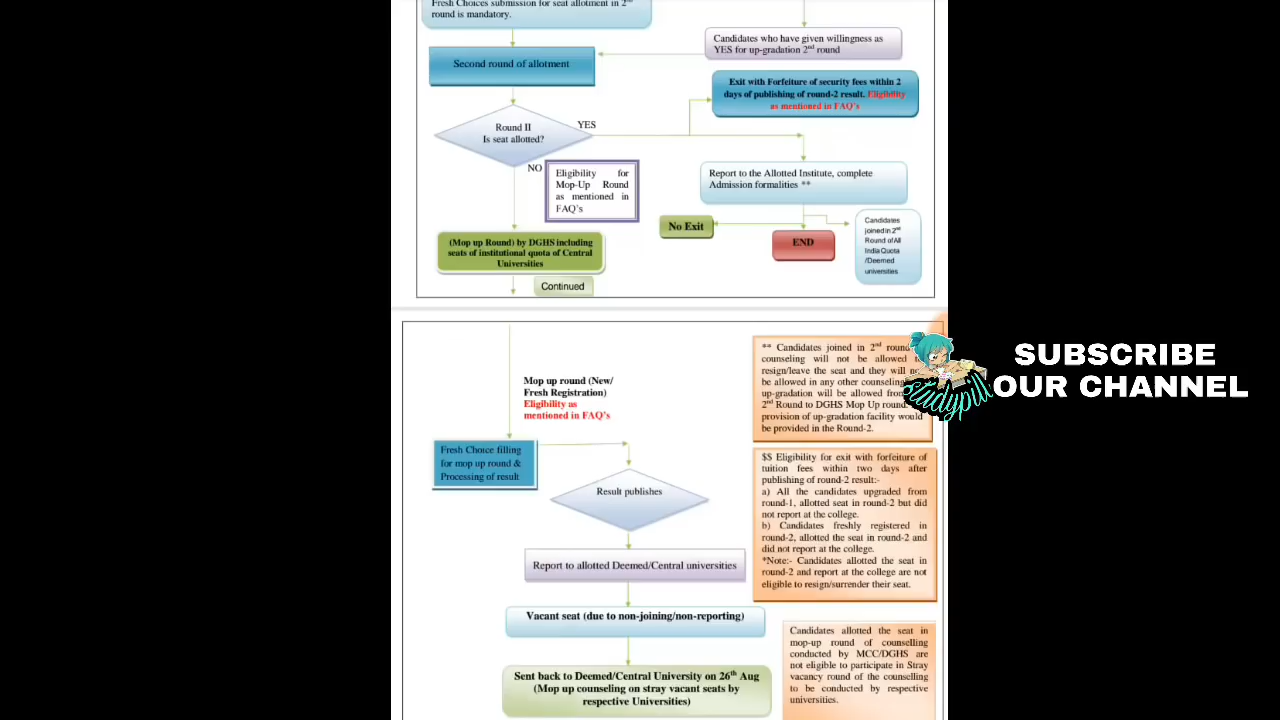 Fresh Choices submission for seat allotment in 2nd
round is mandatory.
Candidates who have given willingness as
YES for up-gradation 2nd round
Second round of allotment
Exit with Forfeiture of security fees within 2
days of publishing of round-2 result. Eligibility
as mentioned in FAQ's
Round II
Is seat allotted?
YES
NO
Eligibility for
Mop-Up Round
as mentioned in
FAQ's
Report to the Allotted Institute, complete
Admission formalities **
No Exit
END
Candidates
joined in 2nd
Round of All
India Quota
/Deemed
universities
(Mop up Round) by DGHS including
seats of institutional quota of Central
Universities
Continued
Mop up round (New/
Fresh Registration)
Eligibility as
mentioned in FAQ's
Fresh Choice filling
for mop up round &
Processing of result
Result publishes
Report to allotted Deemed/Central universities
Vacant seat (due to non-joining/non-reporting)
Sent back to Deemed/Central University on 26th Aug
(Mop up counseling on stray vacant seats by
respective Universities)
** Candidates joined in 2nd round
counseling will not be allowed
resign/leave the seat and they will
be allowed in any other counseling
up-gradation will be allowed from
2nd Round to DGHS Mop Up round.
provision of up-gradation facility would
be provided in the Round-2.
$$ Eligibility for exit with forfeiture of
tuition fees within two days after
publishing of round-2 result:-
a) All the candidates upgraded from
round-1, allotted seat in round-2 but did
not report at the college.
b) Candidates freshly registered in
round-2, allotted the seat in round-2 and
did not report at the college.
*Note:- Candidates allotted the seat in
round-2 and report at the college are not
eligible to resign/surrender their seat.
Candidates allotted the seat in
mop-up round of counselling
conducted by MCC/DGHS are
not eligible to participate in Stray
vacancy round of the counselling
to be conducted by respective
universities.
Studypill
SUBSCRIBE
OUR CHANNEL